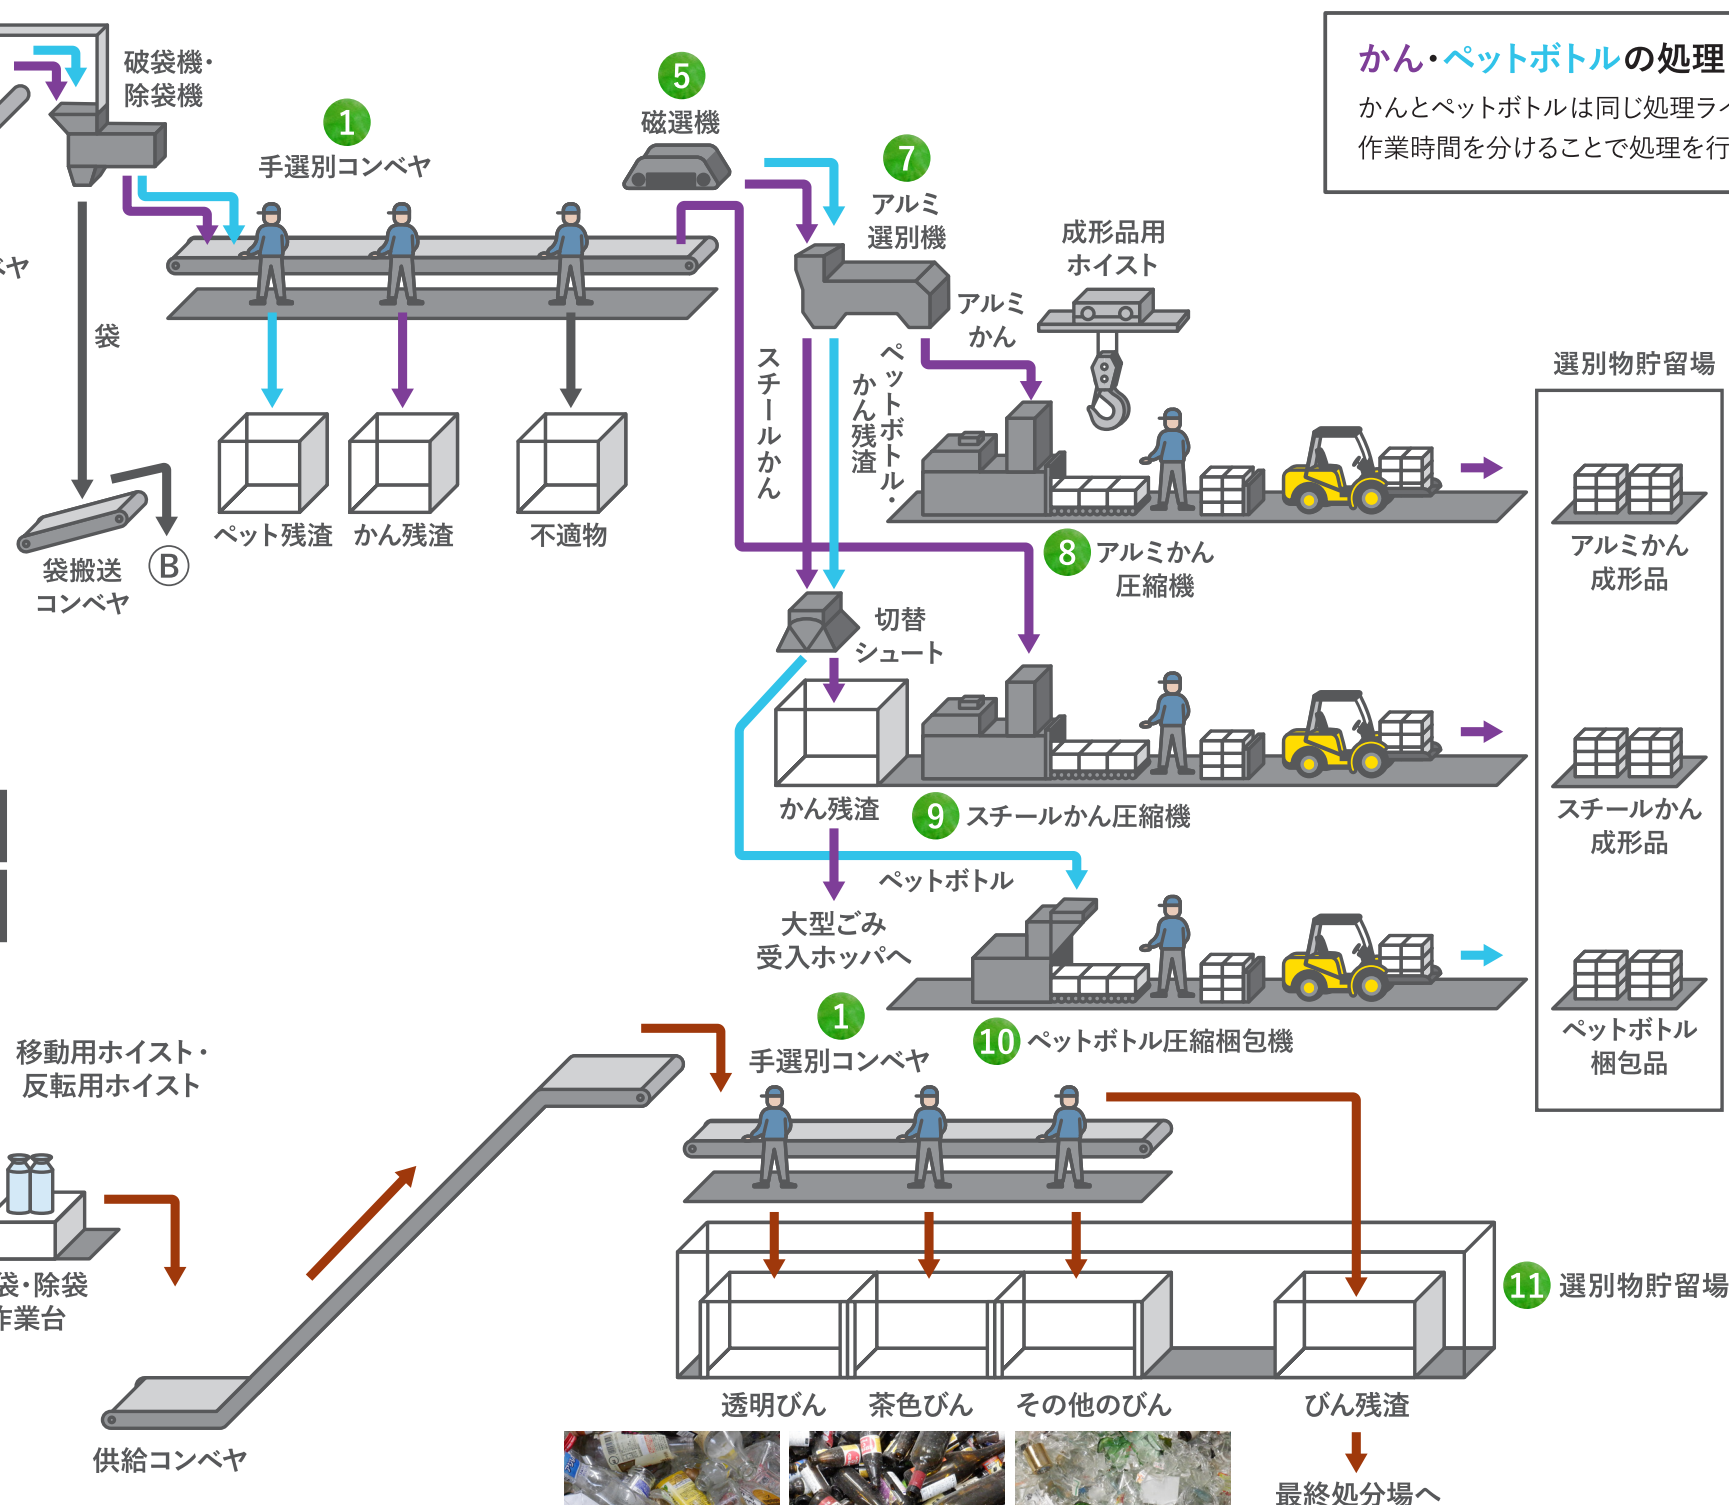 破袋機・
除袋機
1
手選別コンベヤ
5
磁選機
7
アルミ
選別機
成形品用
ホイスト
かん・ペットボトルの処理
かんとペットボトルは同じ処理ライ
作業時間を分けることで処理を行
ベヤ
袋
アルミ
かん
スチールかん
ペットボトル・
かん残渣
選別物貯留場
ペット残渣
かん残渣
不適物
袋搬送
コンベヤ
B
8 アルミかん
圧縮機
アルミかん
成形品
切替
シュート
かん残渣
9 スチールかん圧縮機
スチールかん
成形品
ペットボトル
大型ごみ
受入ホッパへ
10 ペットボトル圧縮梱包機
ペットボトル
梱包品
移動用ホイスト・
反転用ホイスト
1
手選別コンベヤ
袋・除袋
作業台
11 選別物貯留場
供給コンベヤ
透明びん
茶色びん
その他のびん
びん残渣
最終処分場へ